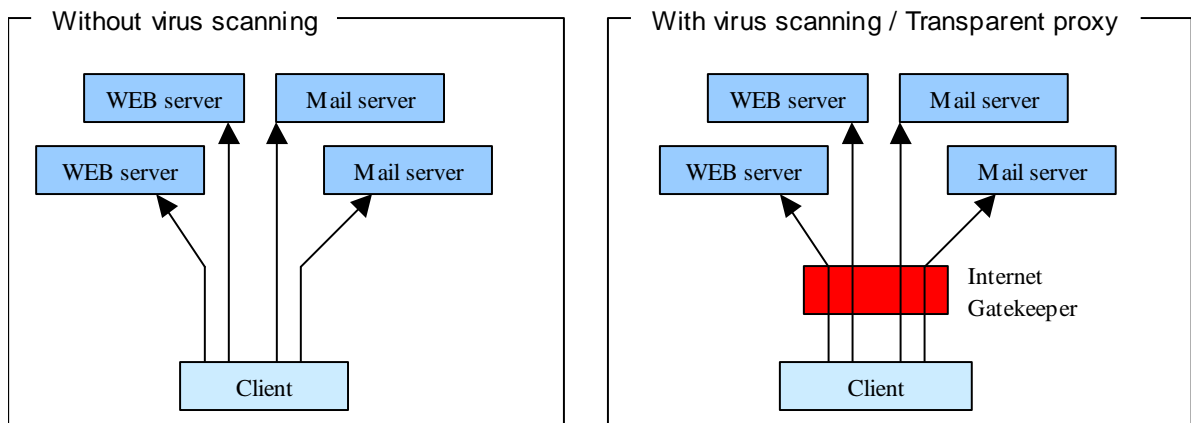 Without virus scanning
WEB server
Mail server
WEB server
Mail server
Client
With virus scanning / Transparent proxy
WEB server
Mail server
WEB server
Mail server
Internet
Gatekeeper
Client